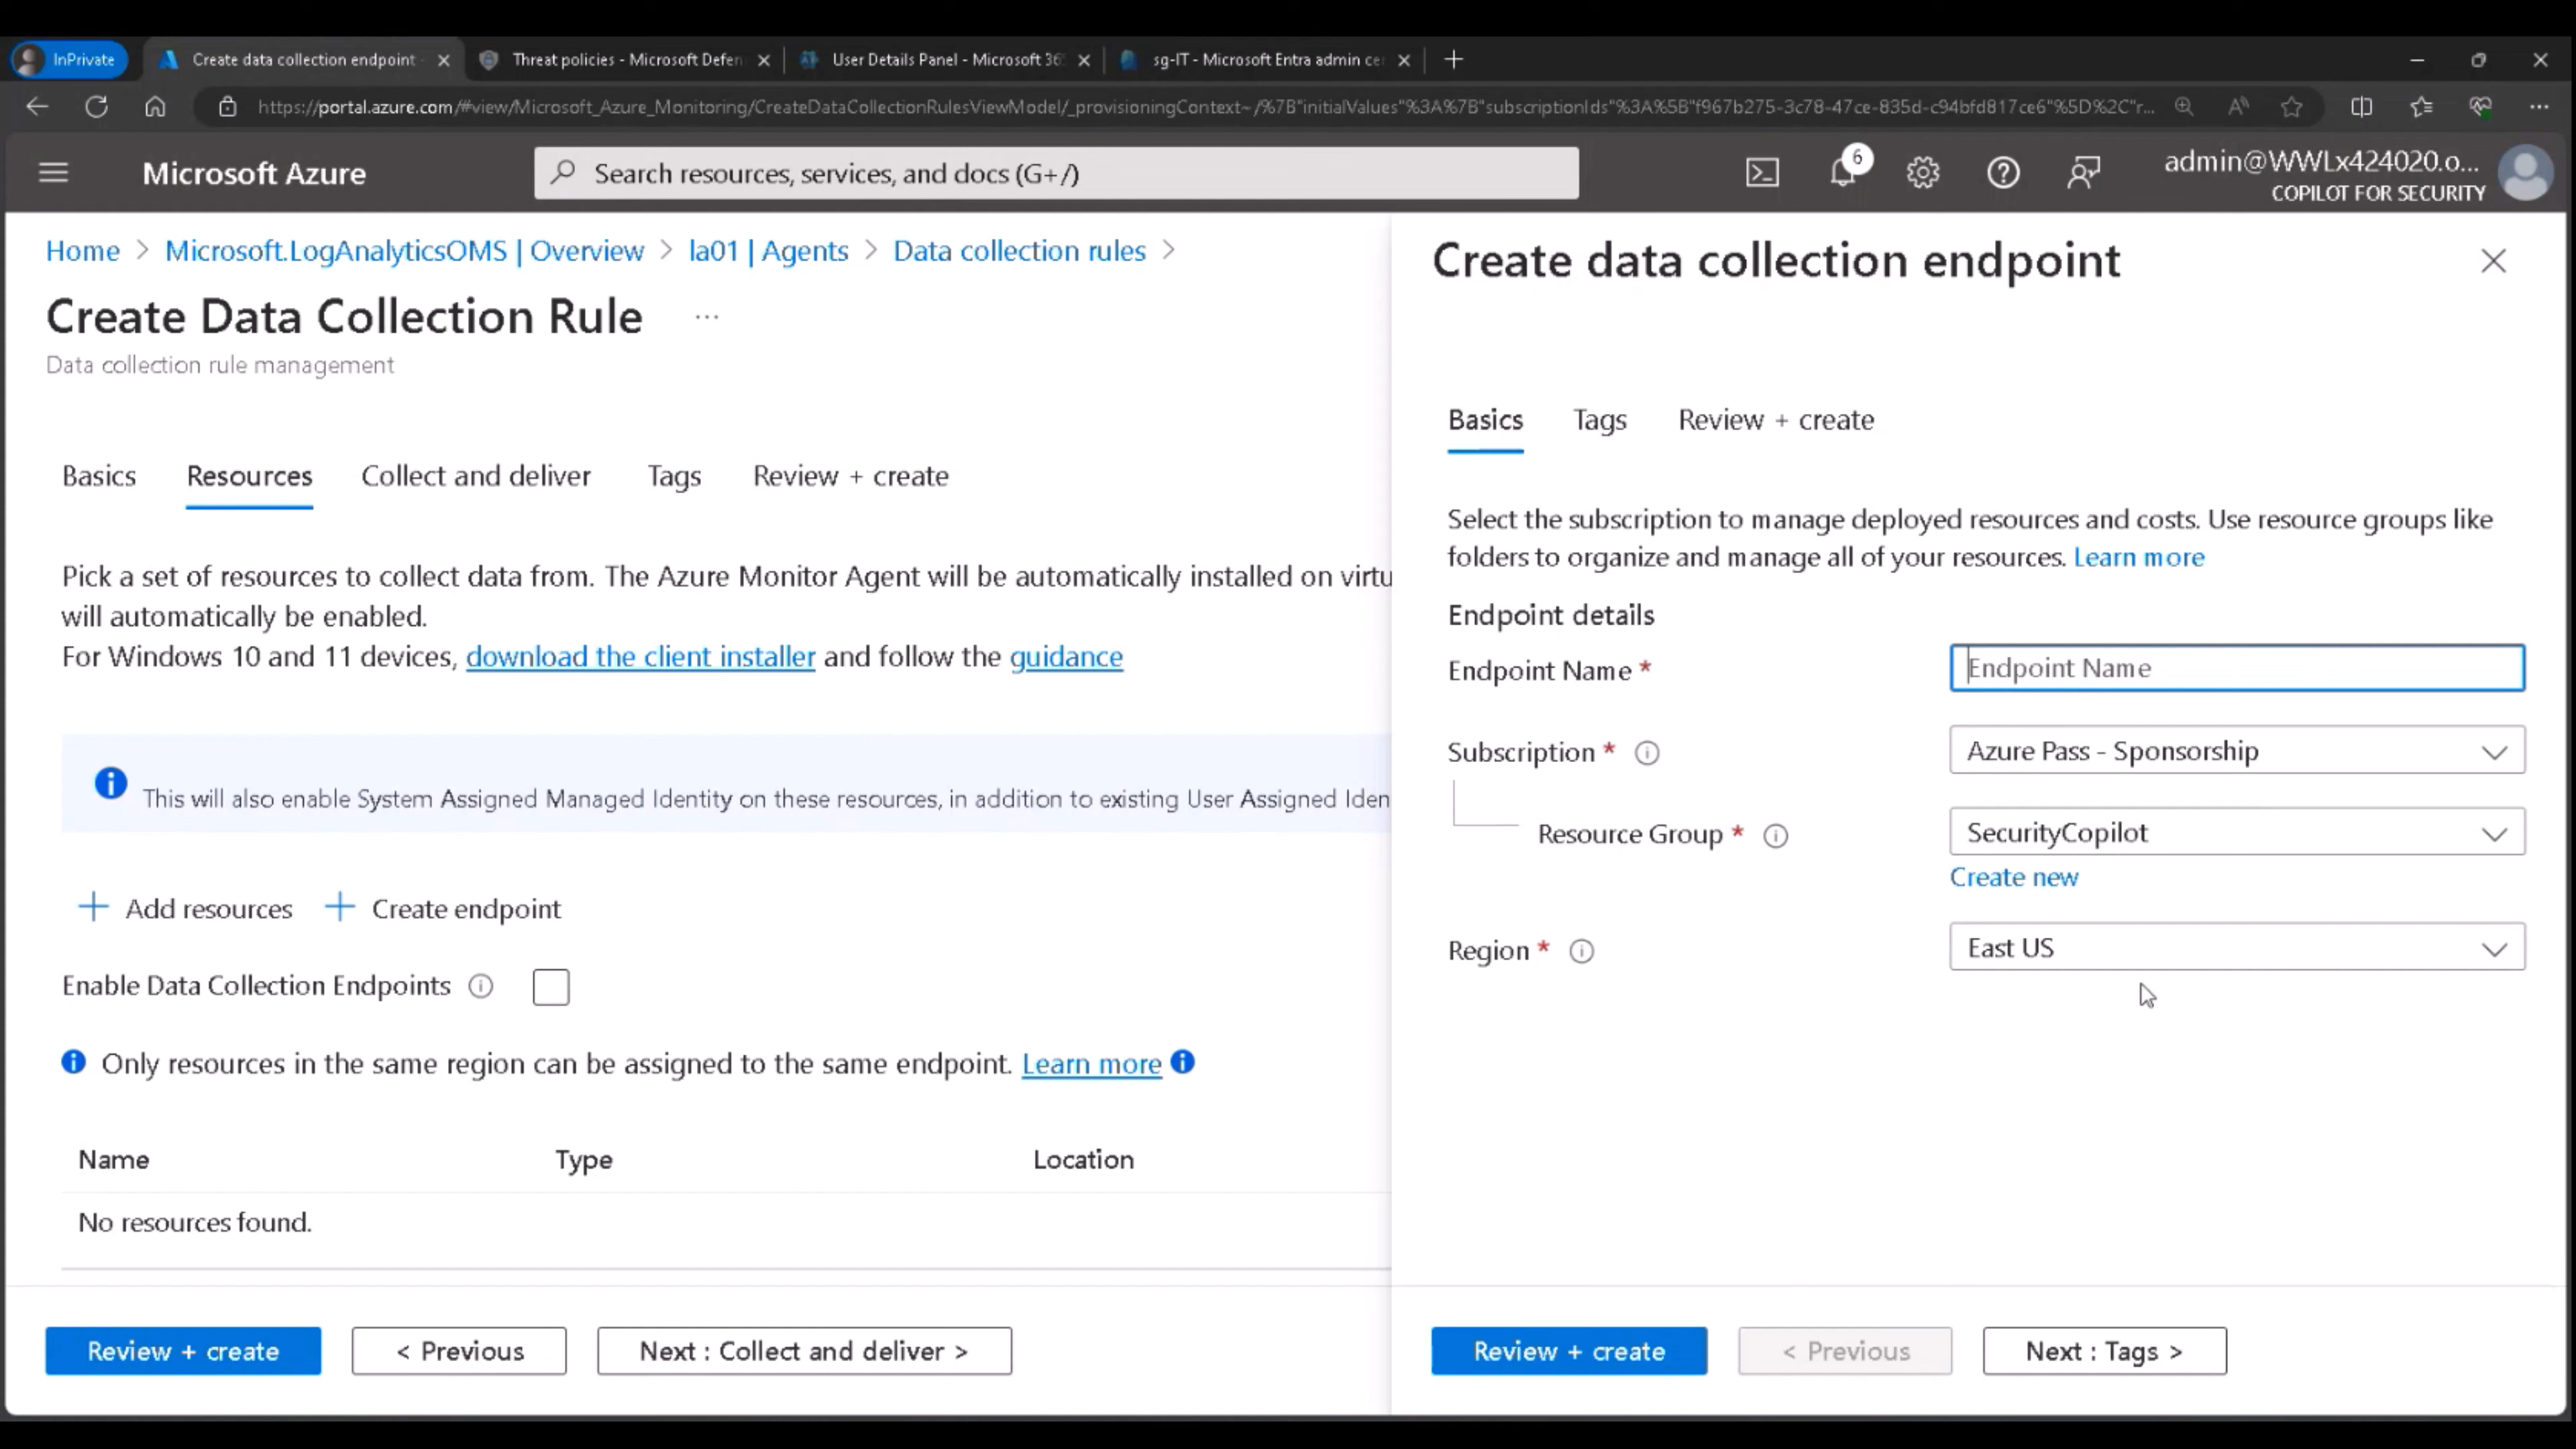 InPrivate
Create data collection endpoint -
Threat policies - Microsoft Defen
User Details Panel - Microsoft 36
sg-IT - Microsoft Entra admin ce
https://portal.azure.com/#view/Microsoft_Azure_Monitoring/CreateDataCollectionRulesViewModel/_provisioningContext~/%7B"initialValues"%3A%7B"subscriptionIds"%3A%5B"f967b275-3c78-47ce-835d-c94bfd817ce6"%5D%2C"r...
Microsoft Azure
Search resources, services, and docs (G+/)
6
admin@WWLx424020.o...
COPILOT FOR SECURITY
Home > Microsoft.LogAnalyticsOMS | Overview > la01 | Agents > Data collection rules >
Create Data Collection Rule ...
Data collection rule management
Basics Resources Collect and deliver Tags Review + create
Pick a set of resources to collect data from. The Azure Monitor Agent will be automatically installed on virtu
will automatically be enabled.
For Windows 10 and 11 devices, download the client installer and follow the guidance
This will also enable System Assigned Managed Identity on these resources, in addition to existing User Assigned Iden
+ Add resources + Create endpoint
Enable Data Collection Endpoints
Only resources in the same region can be assigned to the same endpoint. Learn more
Name Type Location
No resources found.
Review + create < Previous Next : Collect and deliver >
Create data collection endpoint
Basics Tags Review + create
Select the subscription to manage deployed resources and costs. Use resource groups like
folders to organize and manage all of your resources. Learn more
Endpoint details
Endpoint Name * Endpoint Name
Subscription * Azure Pass - Sponsorship
Resource Group * SecurityCopilot
Create new
Region * East US
Review + create < Previous Next : Tags >